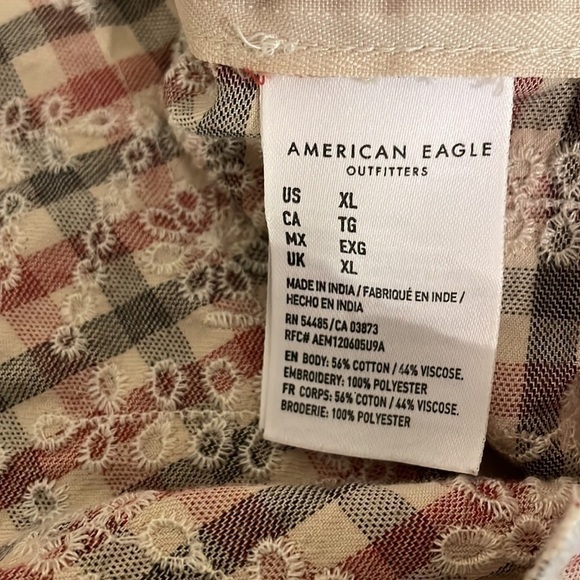 AMERICAN EAGLE
OUTFITTERS
US XL
CA TG
MX EXG
UK XL
MADE IN INDIA / FABRIQUÉ EN INDE /
HECHO EN INDIA
RN 54485 / CA 03873
RFC# AEM120605U9A
EN BODY: 56% COTTON / 44% VISCOSE.
EMBROIDERY: 100% POLYESTER
FR CORPS: 56% COTON / 44% VISCOSE.
BRODERIE: 100% POLYESTER